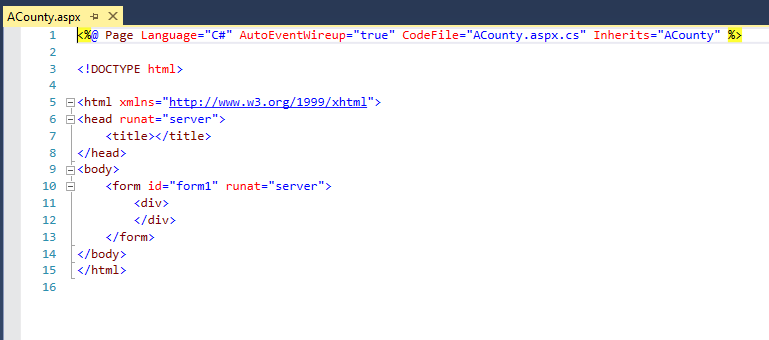 ACounty.aspx
1 <%@ Page Language="C#" AutoEventWireup="true" CodeFile="ACounty.aspx.cs" Inherits="ACounty" %>
2
3 <!DOCTYPE html>
4
5 <html xmlns="http://www.w3.org/1999/xhtml">
6 <head runat="server">
7     <title></title>
8 </head>
9 <body>
10     <form id="form1" runat="server">
11         <div>
12         </div>
13     </form>
14 </body>
15 </html>
16